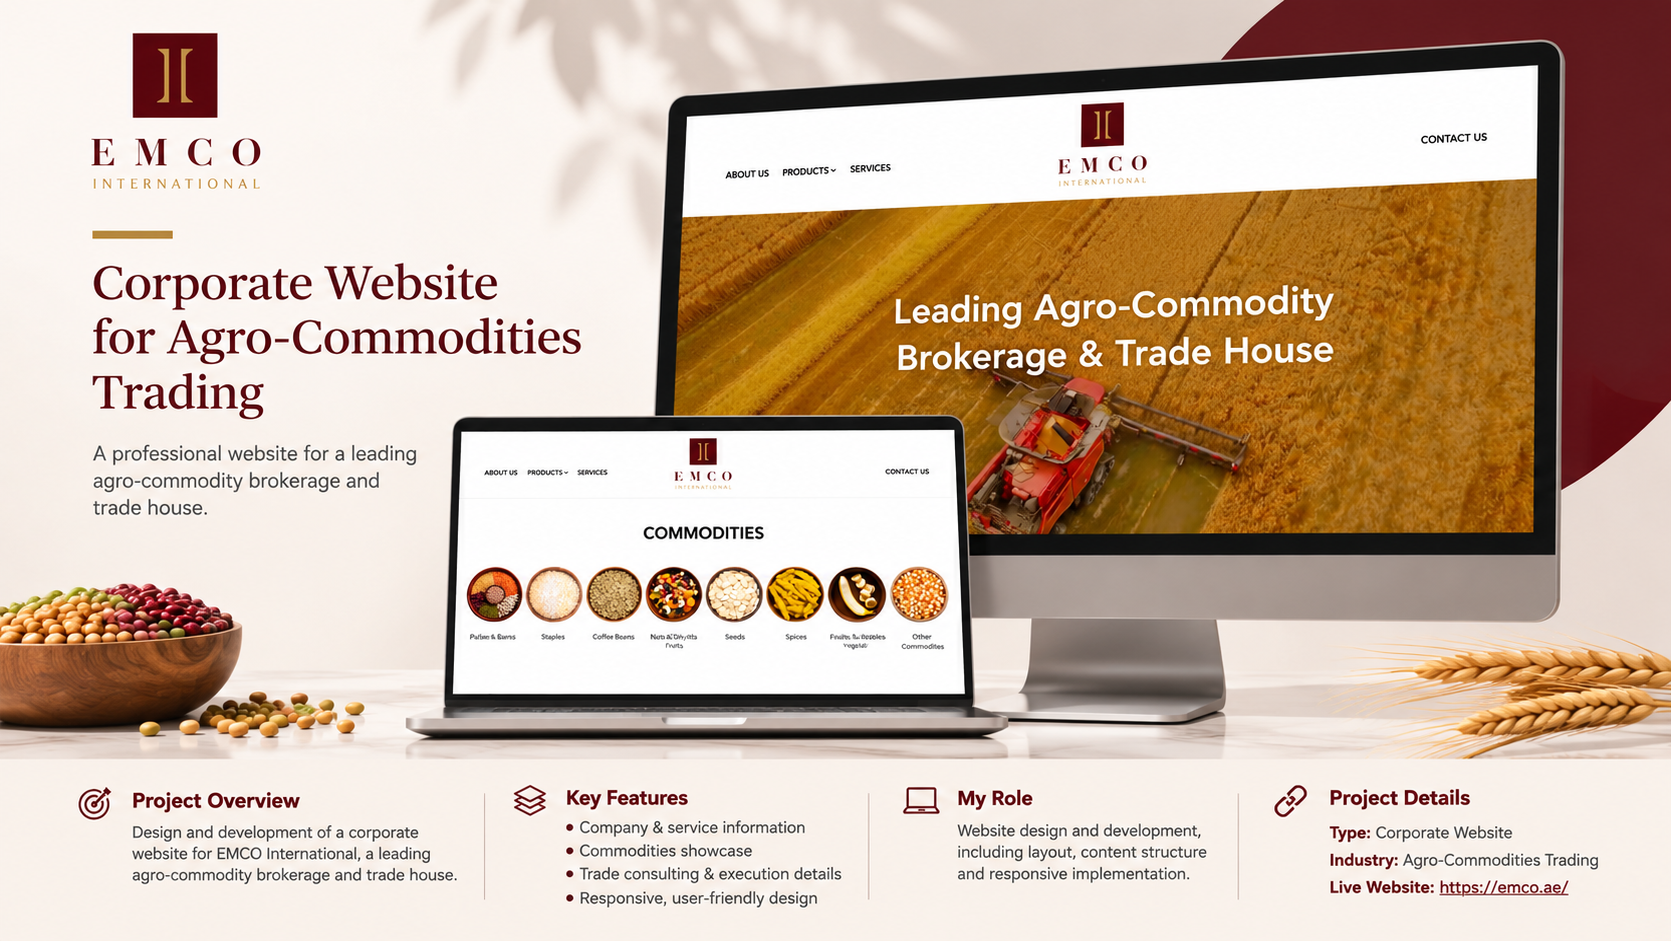 EMCO
INTERNATIONAL
Corporate Website
for Agro-Commodities
Trading
A professional website for a leading
agro-commodity brokerage and
trade house.
ABOUT US PRODUCTS SERVICES
EMCO
INTERNATIONAL
CONTACT US
Leading Agro-Commodity
Brokerage & Trade House
ABOUT US PRODUCTS SERVICES
EMCO
INTERNATIONAL
CONTACT US
COMMODITIES
Staples
Coffee Beans
Seeds
Spices
Other
Commodites
Project Overview
Design and development of a corporate
website for EMCO International, a leading
agro-commodity brokerage and trade house.
Key Features
• Company & service information
• Commodities showcase
• Trade consulting & execution details
• Responsive, user-friendly design
My Role
Website design and development,
including layout, content structure
and responsive implementation.
Project Details
Type: Corporate Website
Industry: Agro-Commodities Trading
Live Website: https://emco.ae/